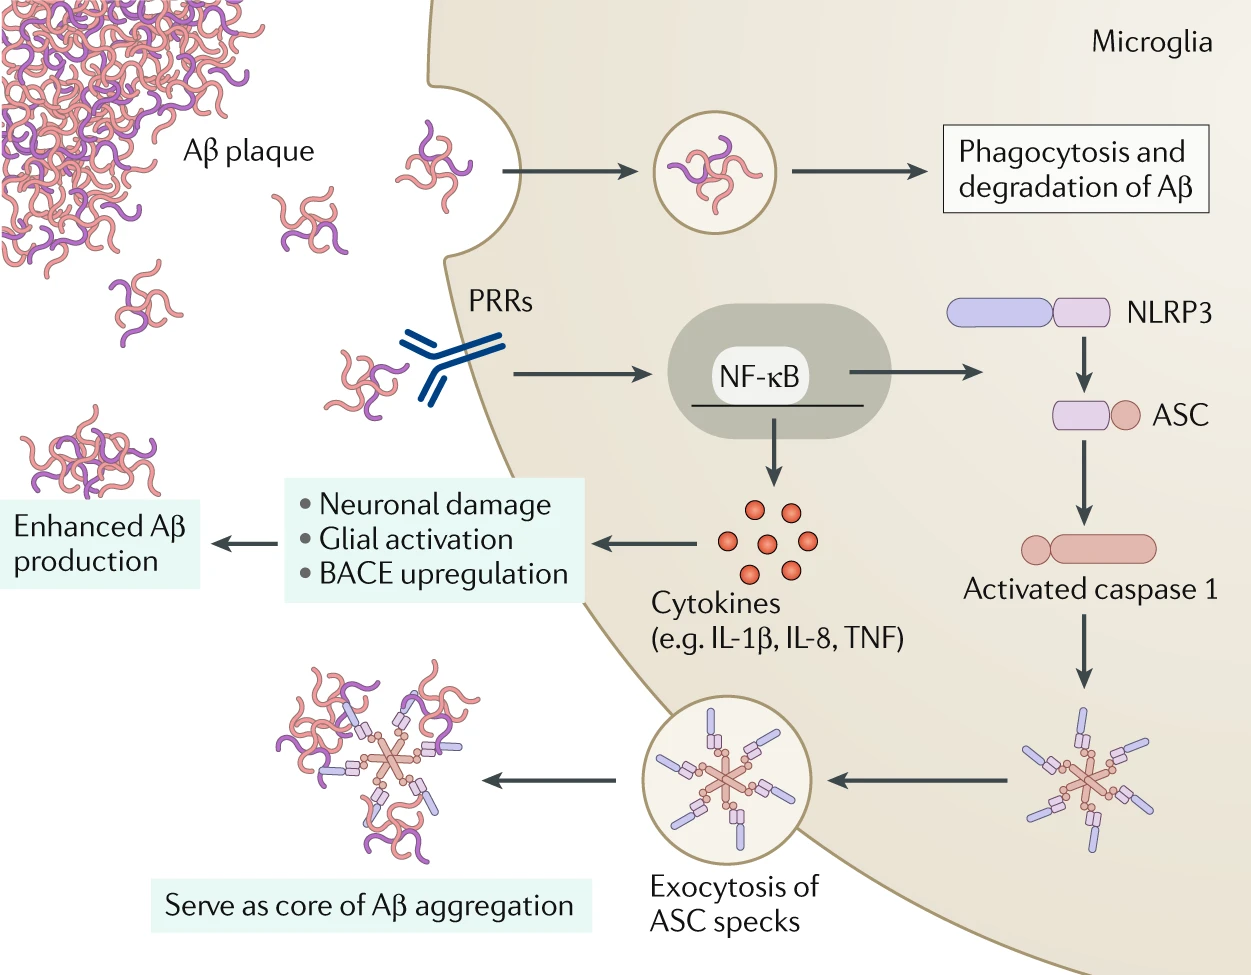 Microglia
Aβ plaque
Phagocytosis and
degradation of Aβ
PRRs
NLRP3
NF-κB
ASC
• Neuronal damage
• Glial activation
• BACE upregulation
Enhanced Aβ
production
Activated caspase 1
Cytokines
(e.g. IL-1β, IL-8, TNF)
Exocytosis of
ASC specks
Serve as core of Aβ aggregation